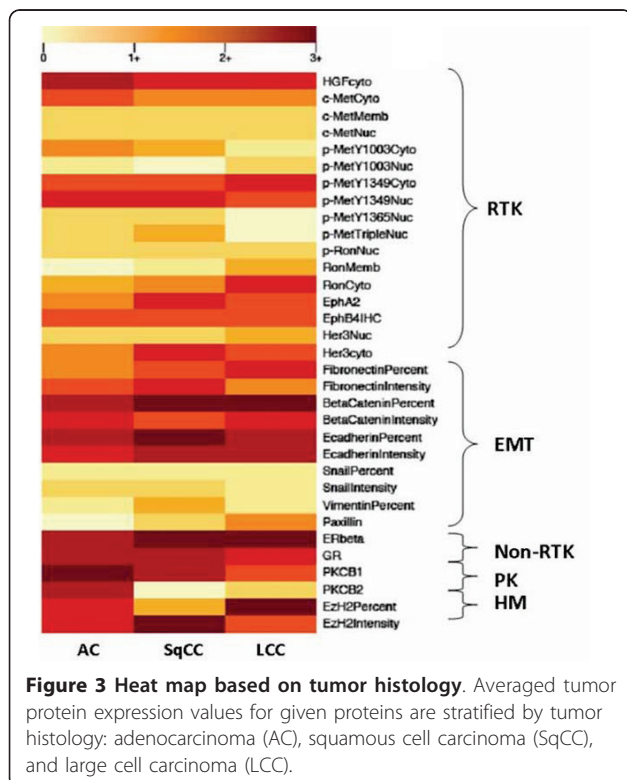 0 1+ 2+ 3+
HGFcyto
c-MetCyto
c-MetMemb
c-MetNuc
p-MetY1003Cyto
p-MetY1003Nuc
p-MetY1349Cyto
p-MetY1349Nuc
p-MetY1365Nuc
p-MetTripleNuc
p-RonNuc
RonMemb
RonCyto
EphA2
EphB4IHC
Her3Nuc
Her3cyto
FibronectinPercent
FibronectinIntensity
BetaCateninPercent
BetaCateninIntensity
EcadherinPercent
EcadherinIntensity
SnailPercent
SnailIntensity
VimentinPercent
Paxillin
ERbeta
GR
PKCB1
PKCB2
EzH2Percent
EzH2Intensity
RTK
EMT
Non-RTK
PK
HM
AC SqCC LCC
Figure 3 Heat map based on tumor histology. Averaged tumor
protein expression values for given proteins are stratified by tumor
histology: adenocarcinoma (AC), squamous cell carcinoma (SqCC),
and large cell carcinoma (LCC).